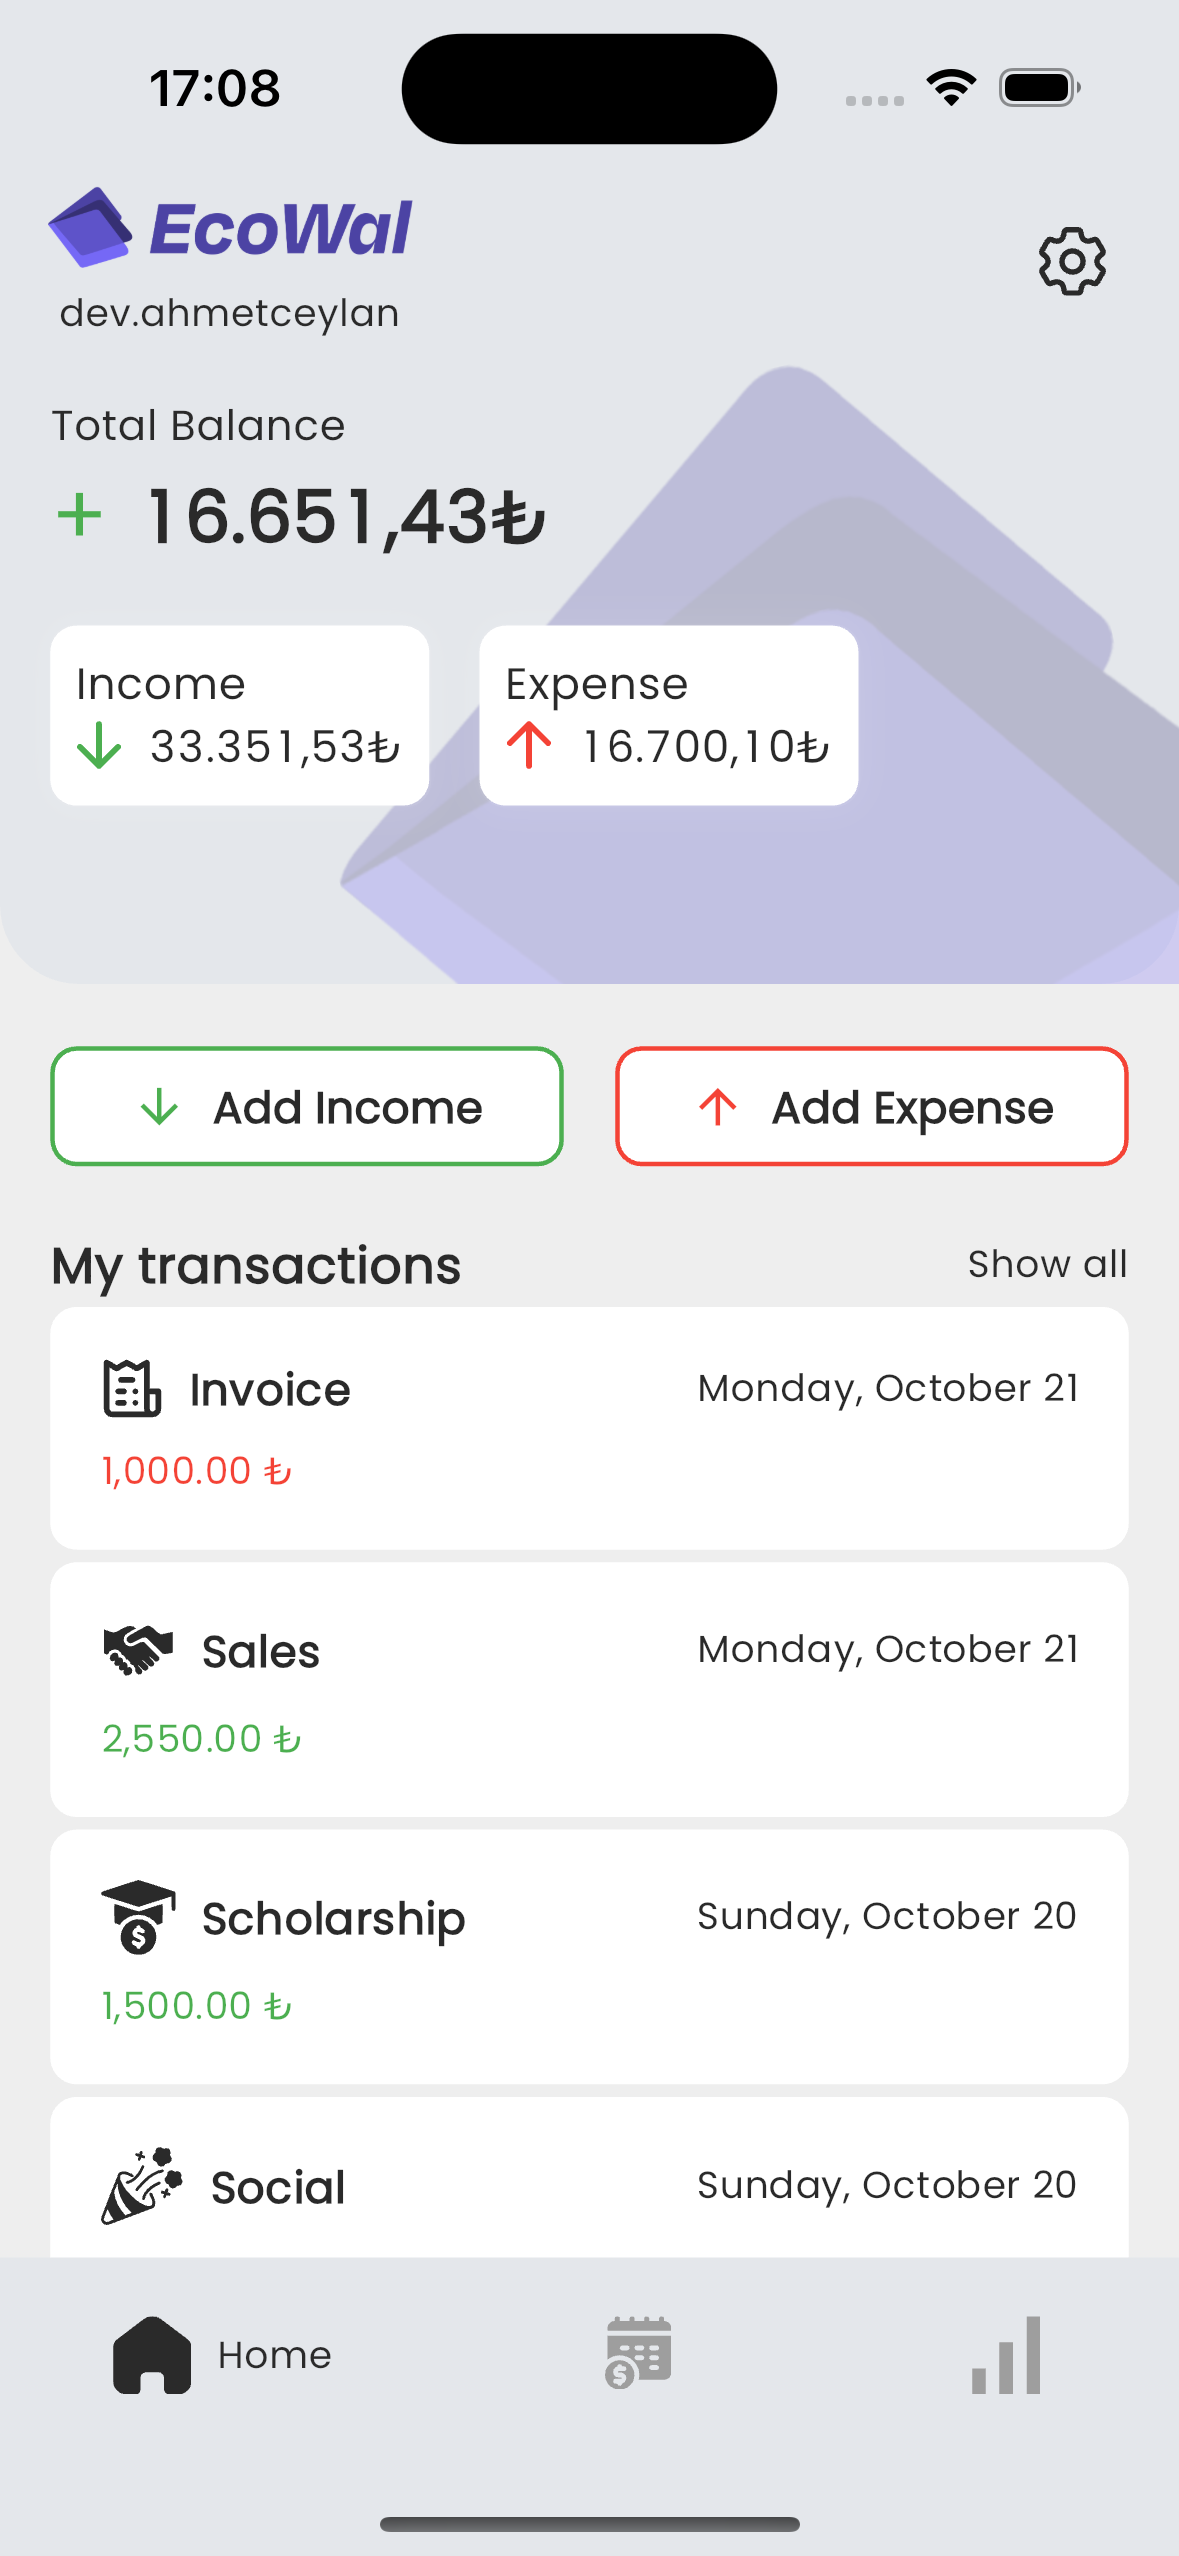 17:08
EcoWal
dev.ahmetceylan
Total Balance
+ 16.651,43₺
Income
33.351,53₺
Expense
16.700,10₺
Add Income
Add Expense
My transactions
Show all
Invoice
Monday, October 21
1,000.00 ₺
Sales
Monday, October 21
2,550.00 ₺
Scholarship
Sunday, October 20
1,500.00 ₺
Social
Sunday, October 20
Home